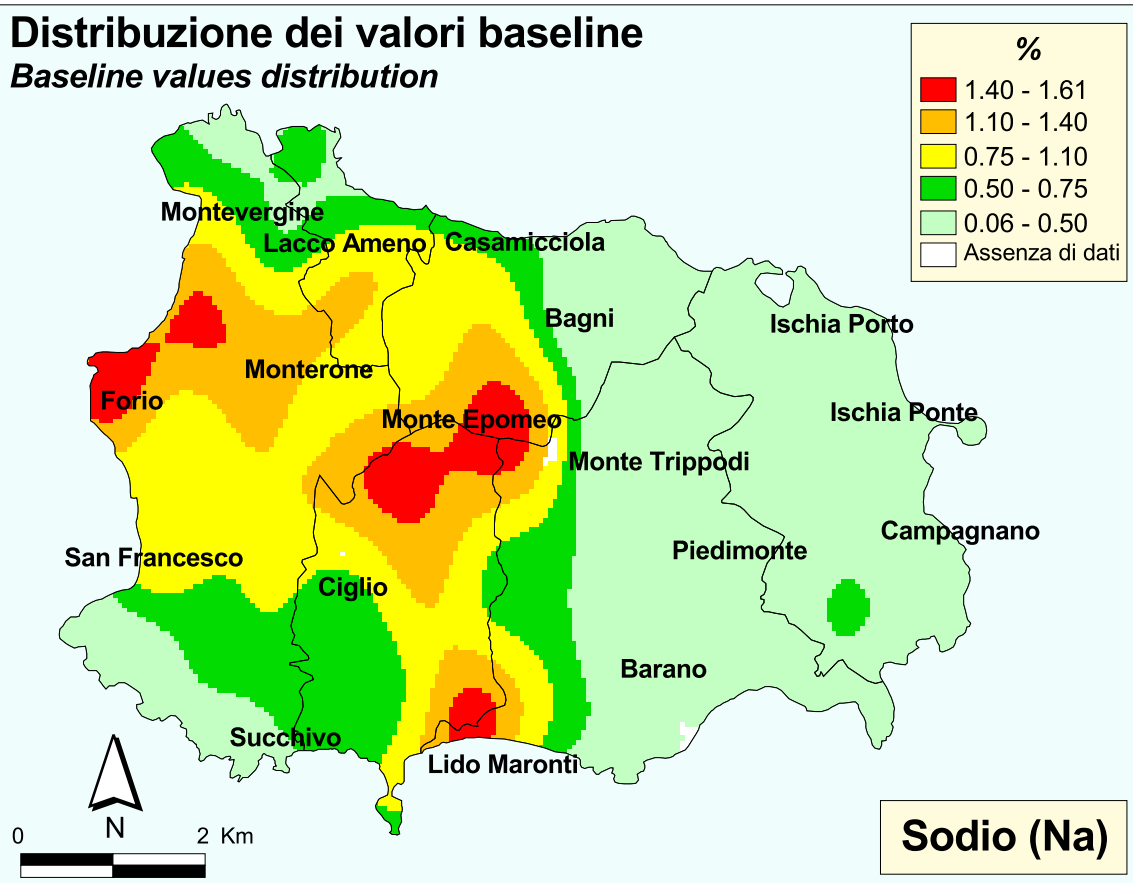 Distribuzione dei valori baseline
Baseline values distribution
%
1.40 - 1.61
1.10 - 1.40
0.75 - 1.10
0.50 - 0.75
0.06 - 0.50
Assenza di dati
Montevergine
Lacco Ameno
Casamicciola
Bagni
Ischia Porto
Monterone
Forio
Monte Epomeo
Ischia Ponte
Monte Trippodi
Campagnano
San Francesco
Piedimonte
Ciglio
Barano
Succhivo
Lido Maronti
N
0 2 Km
Sodio (Na)